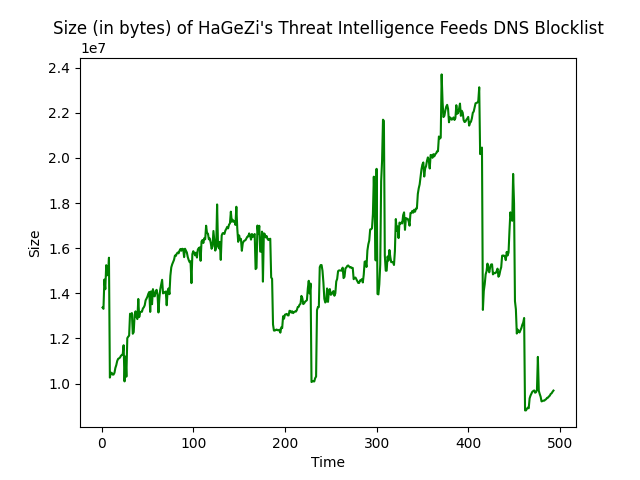 Size (in bytes) of HaGeZi's Threat Intelligence Feeds DNS Blocklist
1e7
2.4
2.2
2.0
1.8
1.6
1.4
1.2
1.0
Size
0 100 200 300 400 500
Time